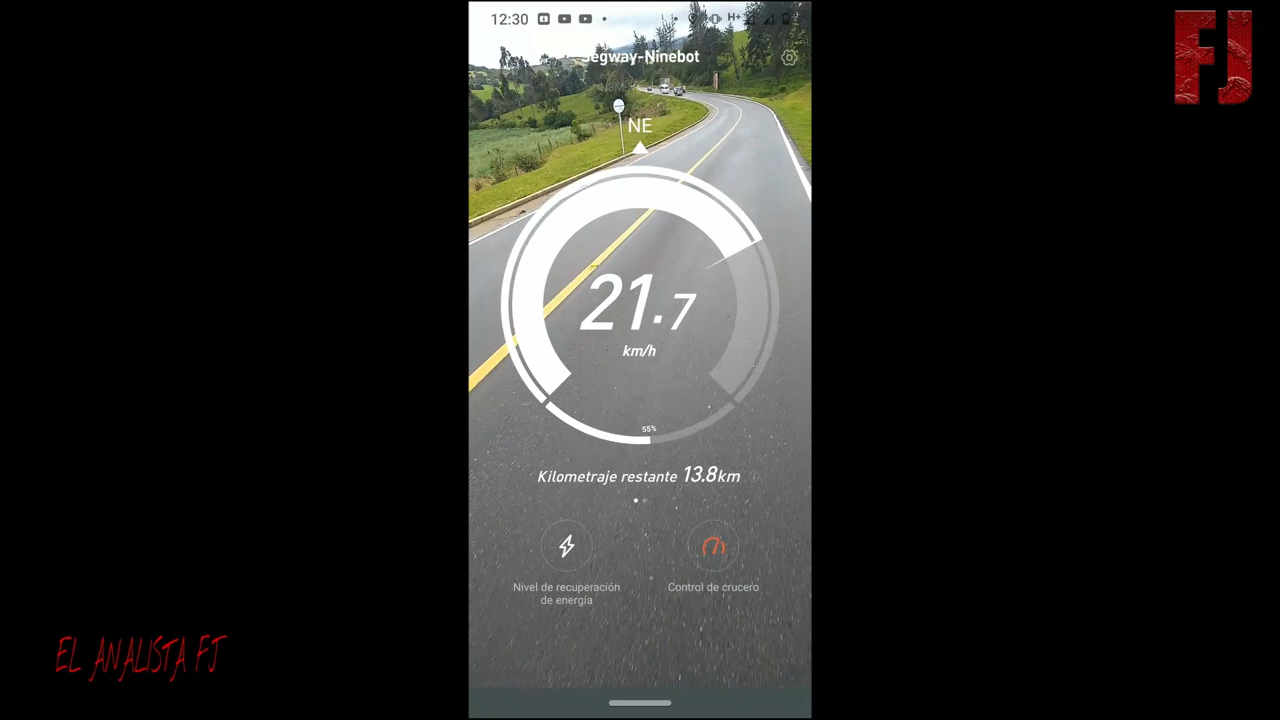 12:30
H+
Segway-Ninebot
NE
21.7
km/h
55%
Kilometraje restante 13.8km
Nivel de recuperación
de energía
Control de crucero
FJ
EL ANALISTA FJ